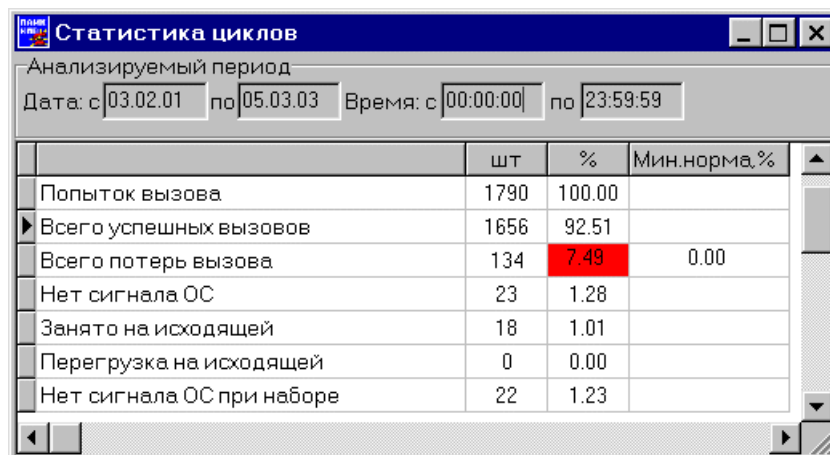 Статистика циклов
Анализируемый период
Дата: с 03.02.01 по 05.03.03 Время: с 00:00:00 по 23:59:59
шт % Мин.норма,%
Попыток вызова 1790 100.00
Всего успешных вызовов 1656 92.51
Всего потерь вызова 134 7.49 0.00
Нет сигнала ОС 23 1.28
Занято на исходящей 18 1.01
Перегрузка на исходящей 0 0.00
Нет сигнала ОС при наборе 22 1.23